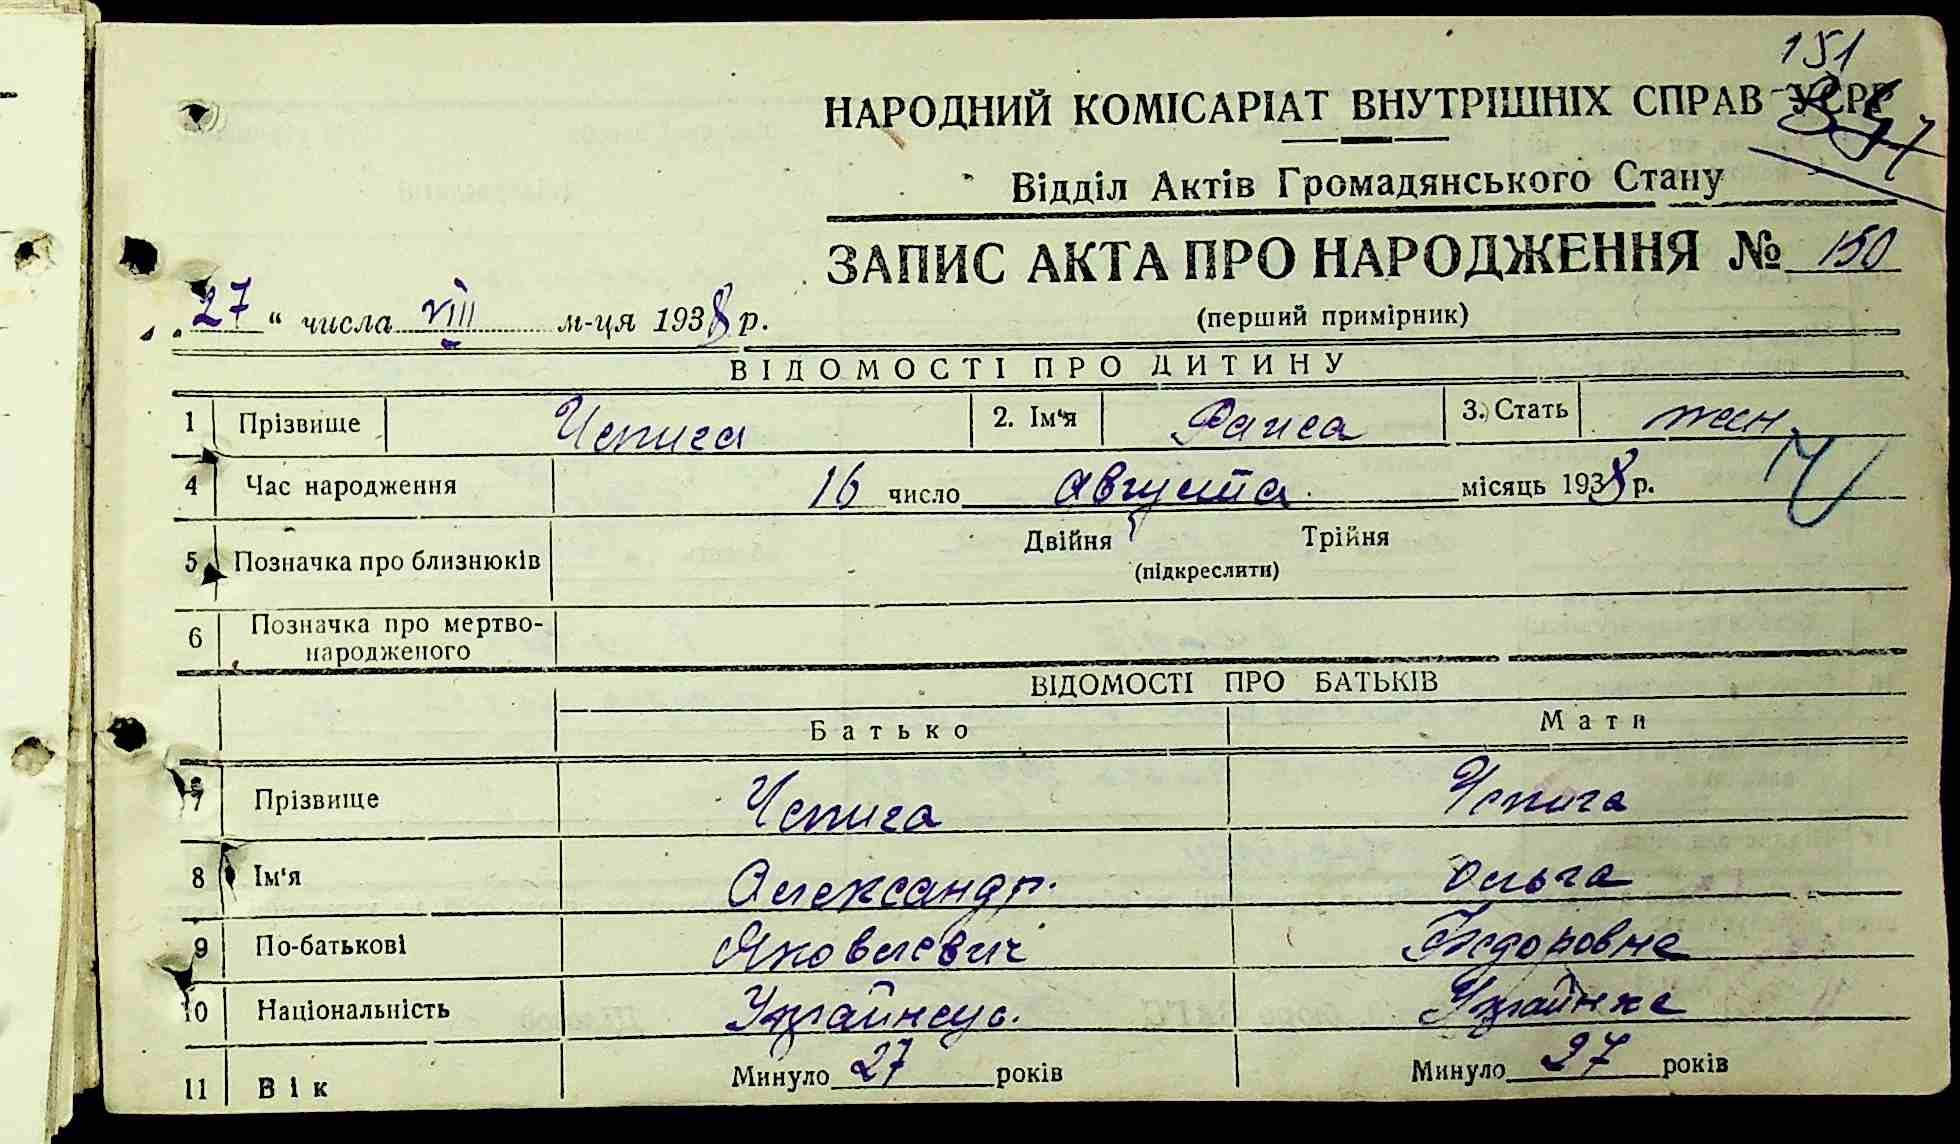 151
НАРОДНИЙ КОМІСАРІАТ ВНУТРІШНІХ СПРАВ УСРР
Відділ Актів Громадянського Стану
ЗАПИС АКТА ПРО НАРОДЖЕННЯ № 150
„27“ числа VIII м-ця 1938 р.
(перший примірник)
ВІДОМОСТІ ПРО ДИТИНУ
1 Прізвище Чепига 2. Ім‘я Раиса 3. Стать жен.
4 Час народження 16 число августа місяць 1938 р.
5 Позначка про близнюків Двійня Трійня
(підкреслити)
6 Позначка про мертво-
народженого
ВІДОМОСТІ ПРО БАТЬКІВ
Батько Мати
7 Прізвище Чепига Чепига
8 Ім‘я Александр. Ольга
9 По-батькові Яковлевич Федоровна
10 Національність Українец. Українка
11 Вік Минуло 27 років Минуло 27 років